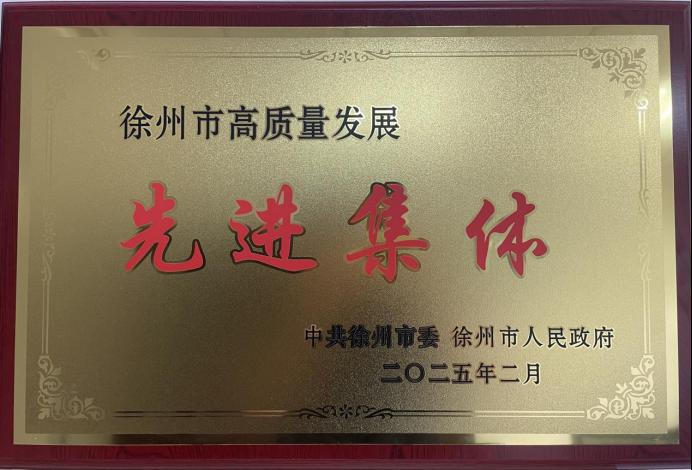 徐州市高质量发展
先进集体
中共徐州市委 徐州市人民政府
二〇二五年二月